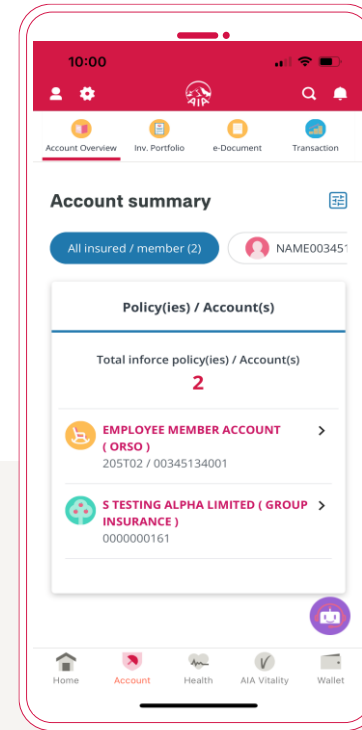 10:00
AIA
Account Overview
Inv. Portfolio
e-Document
Transaction
Account summary
All insured / member (2)
NAME003451
Policy(ies) / Account(s)
Total inforce policy(ies) / Account(s)
2
EMPLOYEE MEMBER ACCOUNT
( ORSO )
205T02 / 00345134001
S TESTING ALPHA LIMITED ( GROUP
INSURANCE )
0000000161
Home
Account
Health
AIA Vitality
Wallet